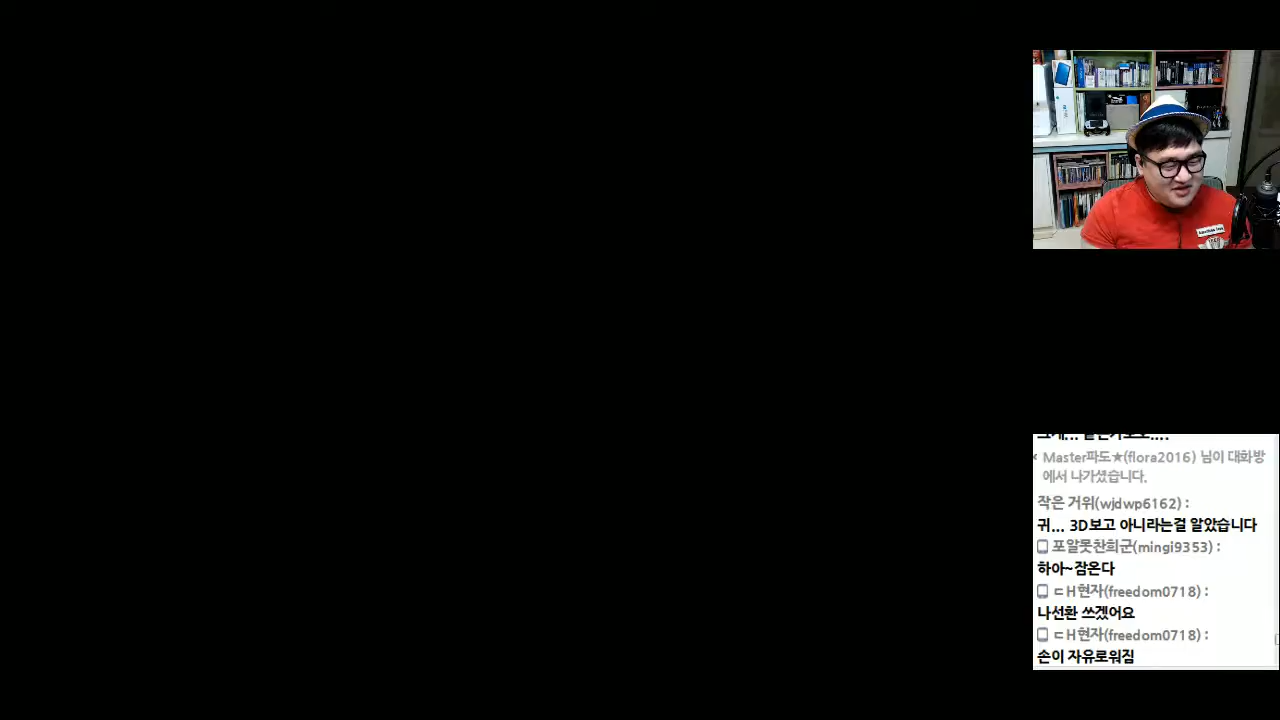 Master파도★(flora2016) 님이 대화방
에서 나가셨습니다.
작은 거위(wjdwp6162) :
귀... 3D보고 아니라는걸 알았습니다
포알못찬희군(mingi9353) :
하아~잠온다
ㄷH현자(freedom0718) :
나선환 쓰겠어요
ㄷH현자(freedom0718) :
손이 자유로워짐